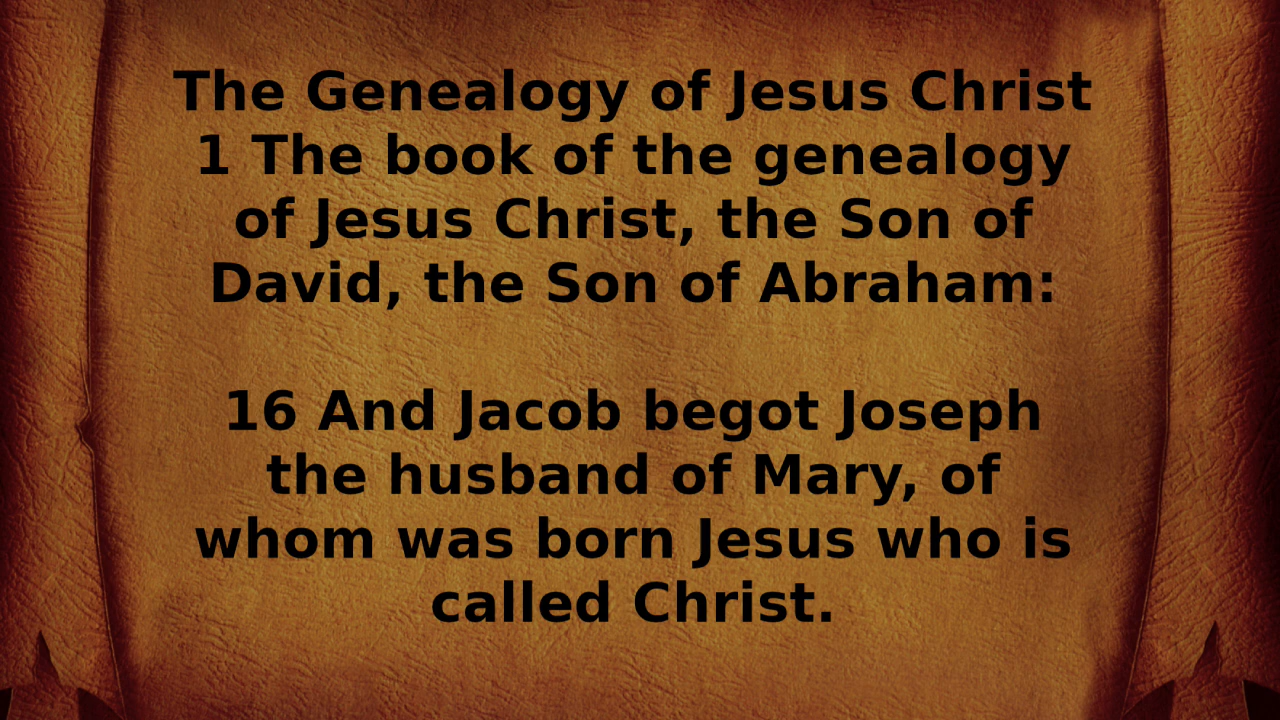 The Genealogy of Jesus Christ
1 The book of the genealogy
of Jesus Christ, the Son of
David, the Son of Abraham:
16 And Jacob begot Joseph
the husband of Mary, of
whom was born Jesus who is
called Christ.